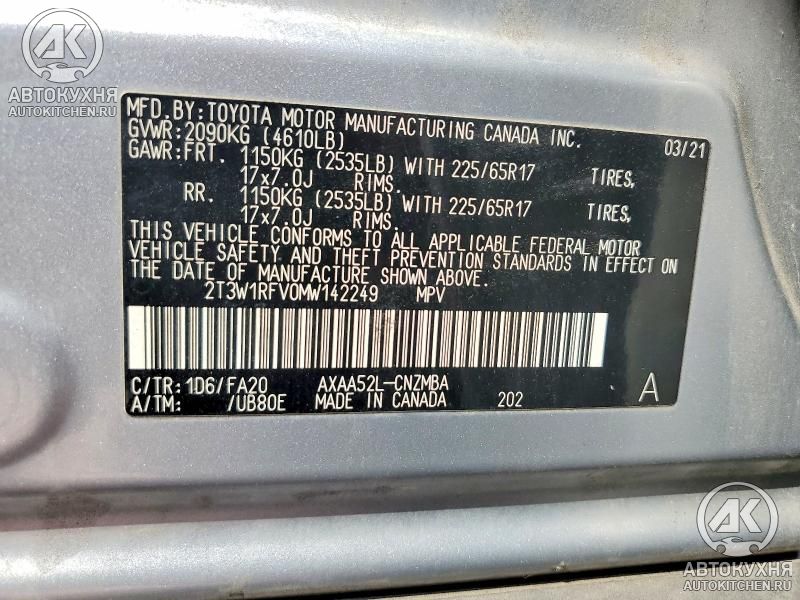 AK
АВТОКУХНЯ
AUTOKITCHEN.RU
MFD.BY:TOYOTA MOTOR MANUFACTURING CANADA INC.
GVWR:2090KG (4610LB) 03/21
GAWR:FRT. 1150KG (2535LB) WITH 225/65R17 TIRES,
17x7.0J RIMS.
RR. 1150KG (2535LB) WITH 225/65R17 TIRES,
17x7.0J RIMS.
THIS VEHICLE CONFORMS TO ALL APPLICABLE FEDERAL MOTOR
VEHICLE SAFETY AND THEFT PREVENTION STANDARDS IN EFFECT ON
THE DATE OF MANUFACTURE SHOWN ABOVE.
2T3W1RFV0MW142249 MPV
C/TR:1D6/FA20 AXAA52L-CNZMBA A
A/TM: /UB80E MADE IN CANADA 202
AK
АВТОКУХНЯ
AUTOKITCHEN.RU